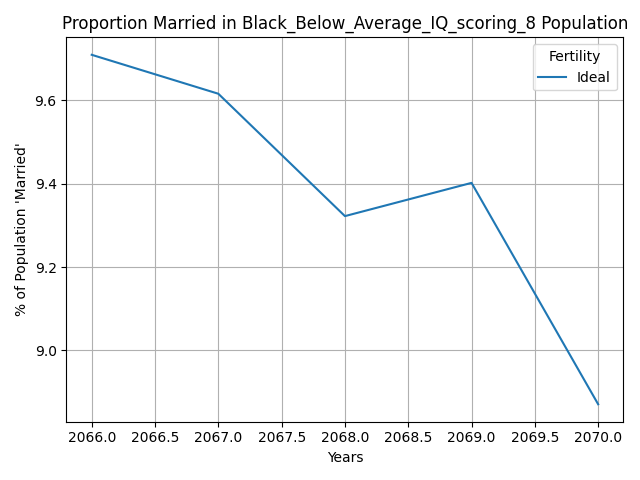 Proportion Married in Black_Below_Average_IQ_scoring_8 Population
Fertility
Ideal
% of Population 'Married'
9.6
9.4
9.2
9.0
2066.0 2066.5 2067.0 2067.5 2068.0 2068.5 2069.0 2069.5 2070.0
Years